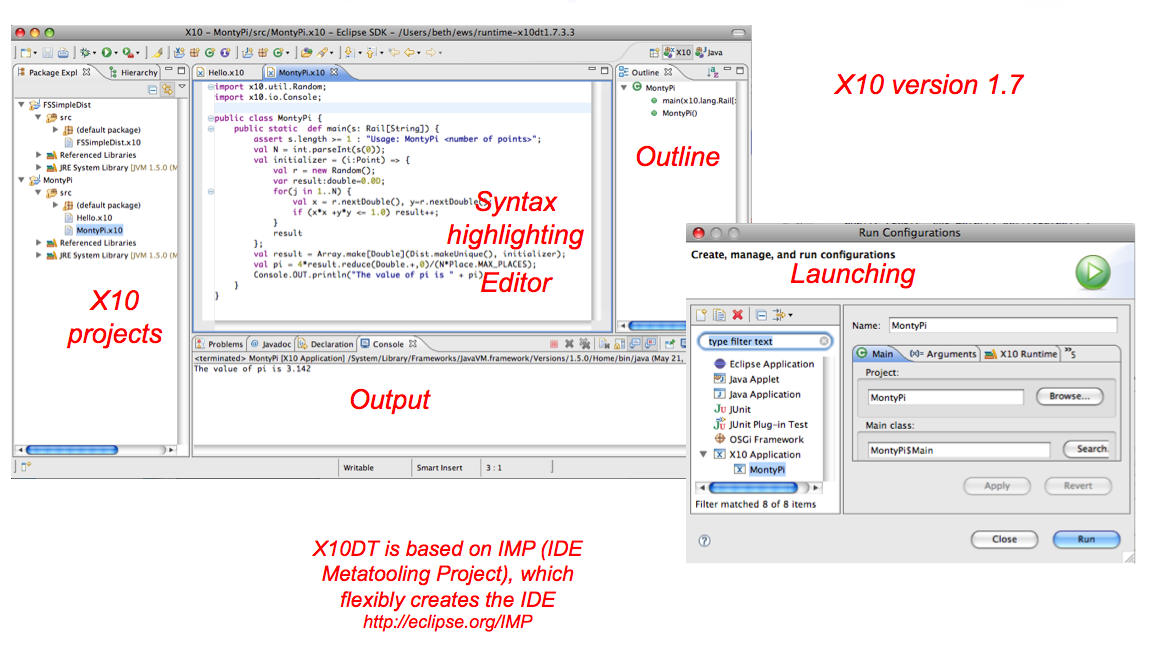 X10 - MontyPi/src/MontyPi.x10 - Eclipse SDK - /Users/beth/ews/runtime-x10dt1.7.3.3
X10 Java
Package Expl Hierarchy
FSSimpleDist
src
(default package)
FSSimpleDist.x10
Referenced Libraries
JRE System Library [JVM 1.5.0 (M
MontyPi
src
(default package)
Hello.x10
MontyPi.x10
Referenced Libraries
JRE System Library [JVM 1.5.0 (M
X10
projects
Hello.x10 MontyPi.x10
import x10.util.Random;
import x10.io.Console;
public class MontyPi {
public static def main(s: Rail[String]) {
assert s.length >= 1 : "Usage: MontyPi <number of points>";
val N = int.parseInt(s(0));
val initializer = (i:Point) => {
val r = new Random();
var result:double=0.0D;
for(j in 1..N) {
val x = r.nextDouble(), y=r.nextDouble();
if (x*x +y*y <= 1.0) result++;
}
result
};
val result = Array.make[Double](Dist.makeUnique(), initializer);
val pi = 4*result.reduce(Double.+,0)/(N*Place.MAX_PLACES);
Console.OUT.println("The value of pi is " + pi)
}
}
Syntax
highlighting
Editor
Outline
MontyPi
main(x10.lang.Rail[
MontyPi()
Outline
X10 version 1.7
Problems Javadoc Declaration Console
<terminated> MontyPi [X10 Application] /System/Library/Frameworks/JavaVM.framework/Versions/1.5.0/Home/bin/java (May 21,
The value of pi is 3.142
Output
Writable Smart Insert 3 : 1
Run Configurations
Create, manage, and run configurations
Launching
type filter text
Eclipse Application
Java Applet
Java Application
JUnit
JUnit Plug-in Test
OSGi Framework
X10 Application
MontyPi
Filter matched 8 of 8 items
Name: MontyPi
Main (x)= Arguments X10 Runtime »5
Project:
MontyPi Browse...
Main class:
MontyPi$Main Search.
Apply Revert
Close Run
X10DT is based on IMP (IDE
Metatooling Project), which
flexibly creates the IDE
http://eclipse.org/IMP